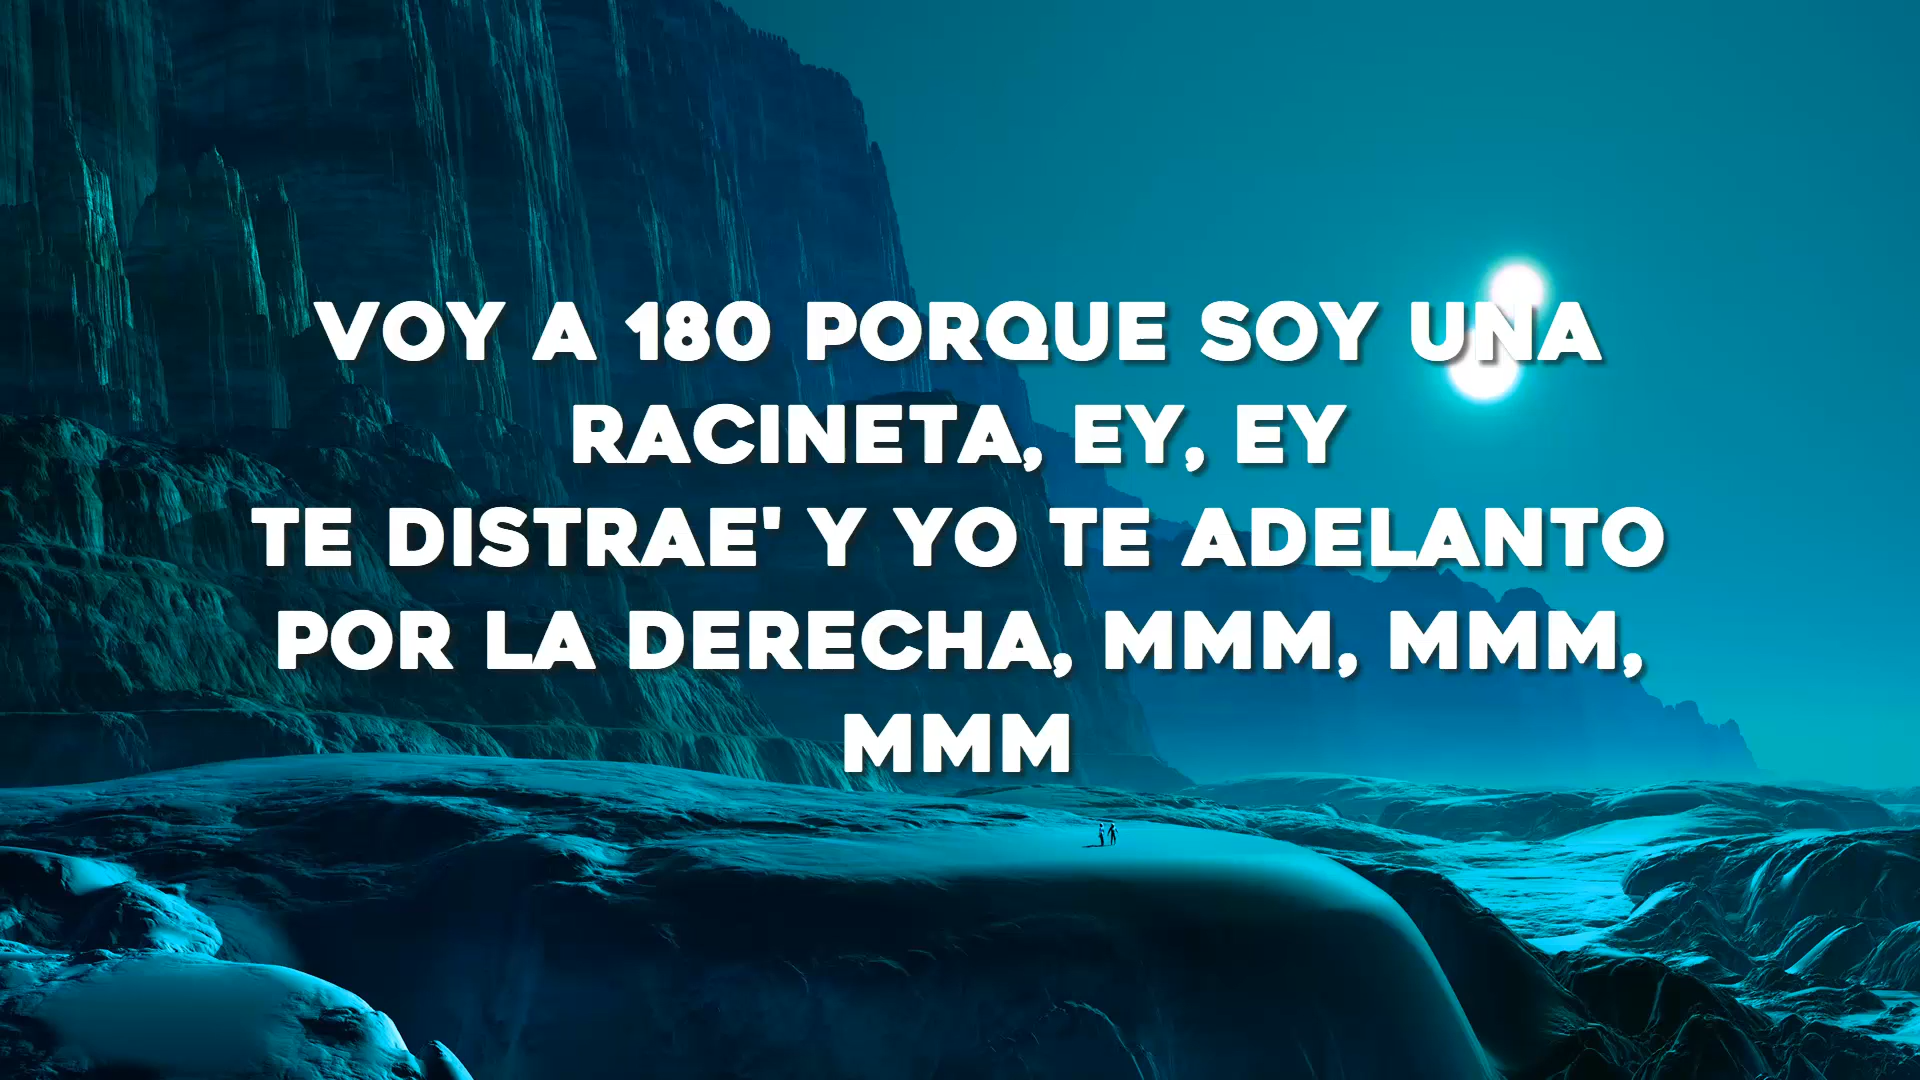 VOY A 180 PORQUE SOY UNA
RACINETA, EY, EY
TE DISTRAE' Y YO TE ADELANTO
POR LA DERECHA, MMM, MMM,
MMM